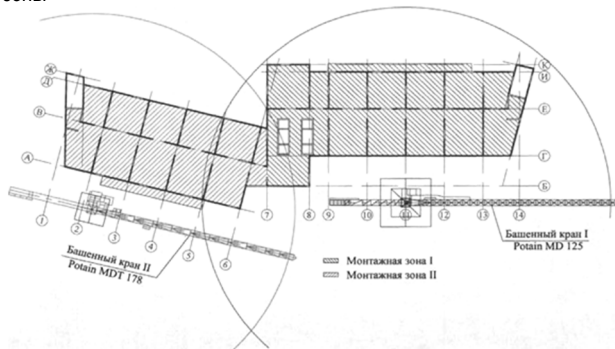 зоны.
К
И
Ж
Д
В
А
Е
Г
Б
1
2
3
4
5
6
7
8
9
10
11
12
13
14
Башенный кран II
Potain MDT 178
Башенный кран I
Potain MD 125
Монтажная зона I
Монтажная зона II